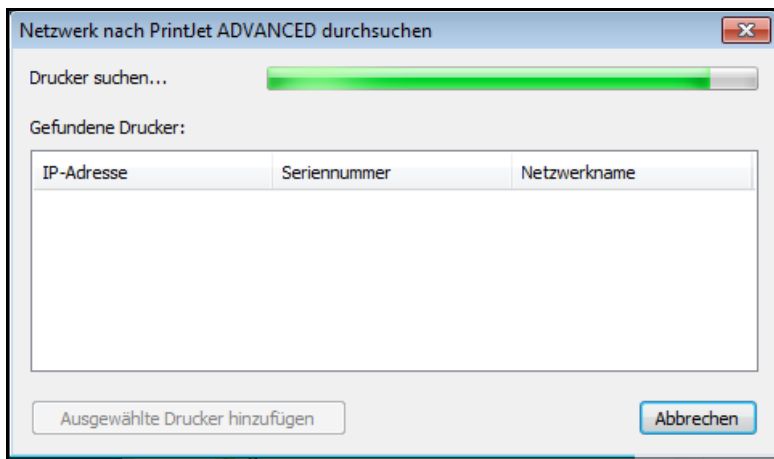 Netzwerk nach PrintJet ADVANCED durchsuchen
Drucker suchen...
Gefundene Drucker:
IP-Adresse Seriennummer Netzwerkname
Ausgewählte Drucker hinzufügen Abbrechen